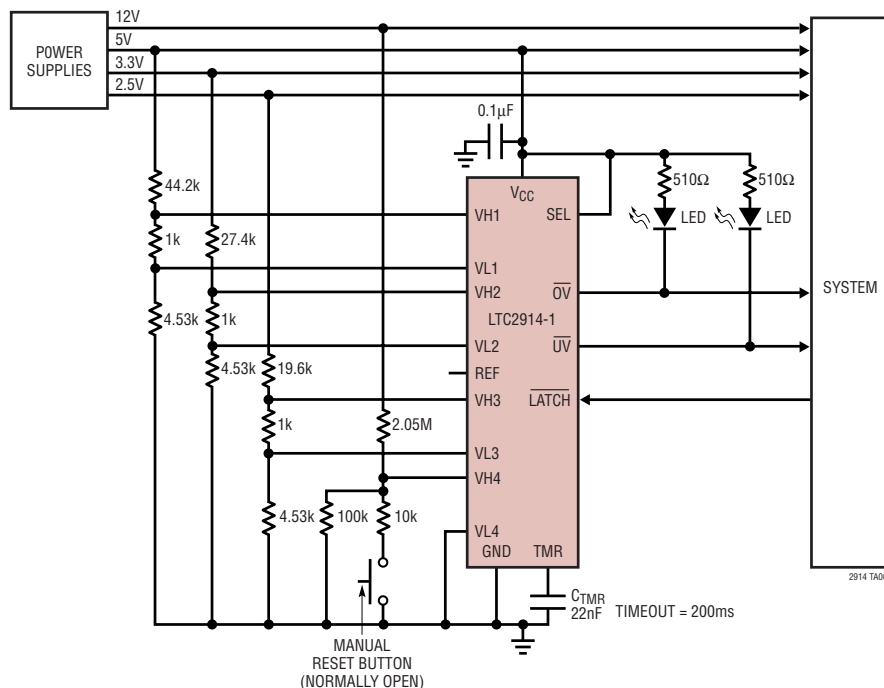 POWER
SUPPLIES
12V
5V
3.3V
2.5V
0.1µF
44.2k
1k
4.53k
27.4k
1k
4.53k
19.6k
1k
4.53k
2.05M
100k
10k
VCC
VH1
VL1
VH2
VL2
REF
VH3
VL3
VH4
VL4
GND
TMR
SEL
OV
LTC2914-1
UV
LATCH
510Ω
LED
510Ω
LED
SYSTEM
CTMR
22nF
TIMEOUT = 200ms
MANUAL
RESET BUTTON
(NORMALLY OPEN)
2914